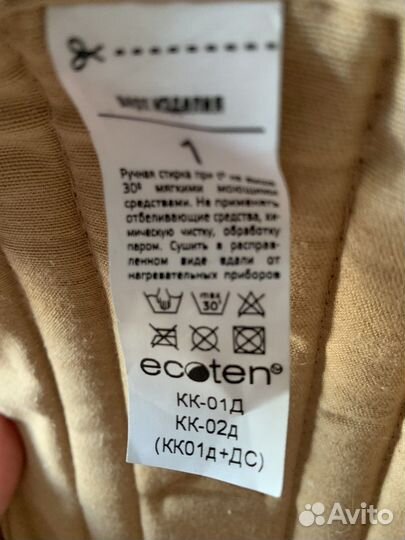 изделия
1
Ручная стирка при t° не выше
30° мягкими моющими
средствами. Не применять
отбеливающие средства, хи-
мическую чистку, обработку
паром. Сушить в расправ-
ленном виде вдали от
нагревательных приборов
max
30°
ecoten
КК-01Д
КК-02д
(КК01д+ДС)
Avito